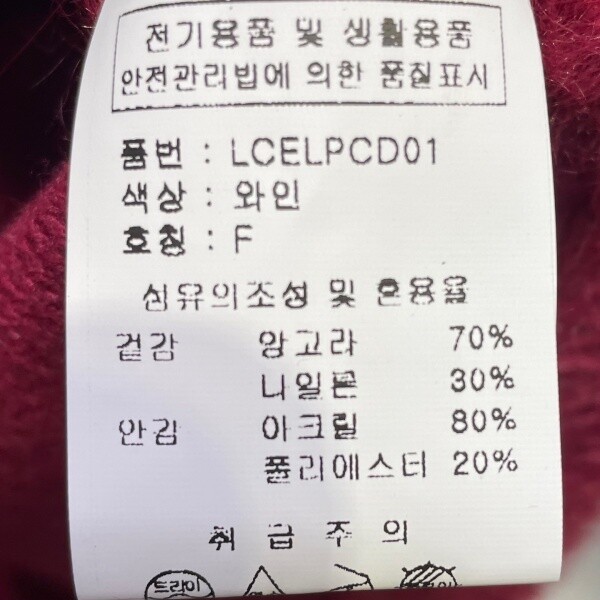 전기용품 및 생활용품
안전관리법에 의한 품질표시
품번 : LCELPCD01
색상 : 와인
호칭 : F
섬유의조성 및 혼용율
겉감 앙고라 70%
나일론 30%
안감 아크릴 80%
폴리에스터 20%
취급주의
드라이